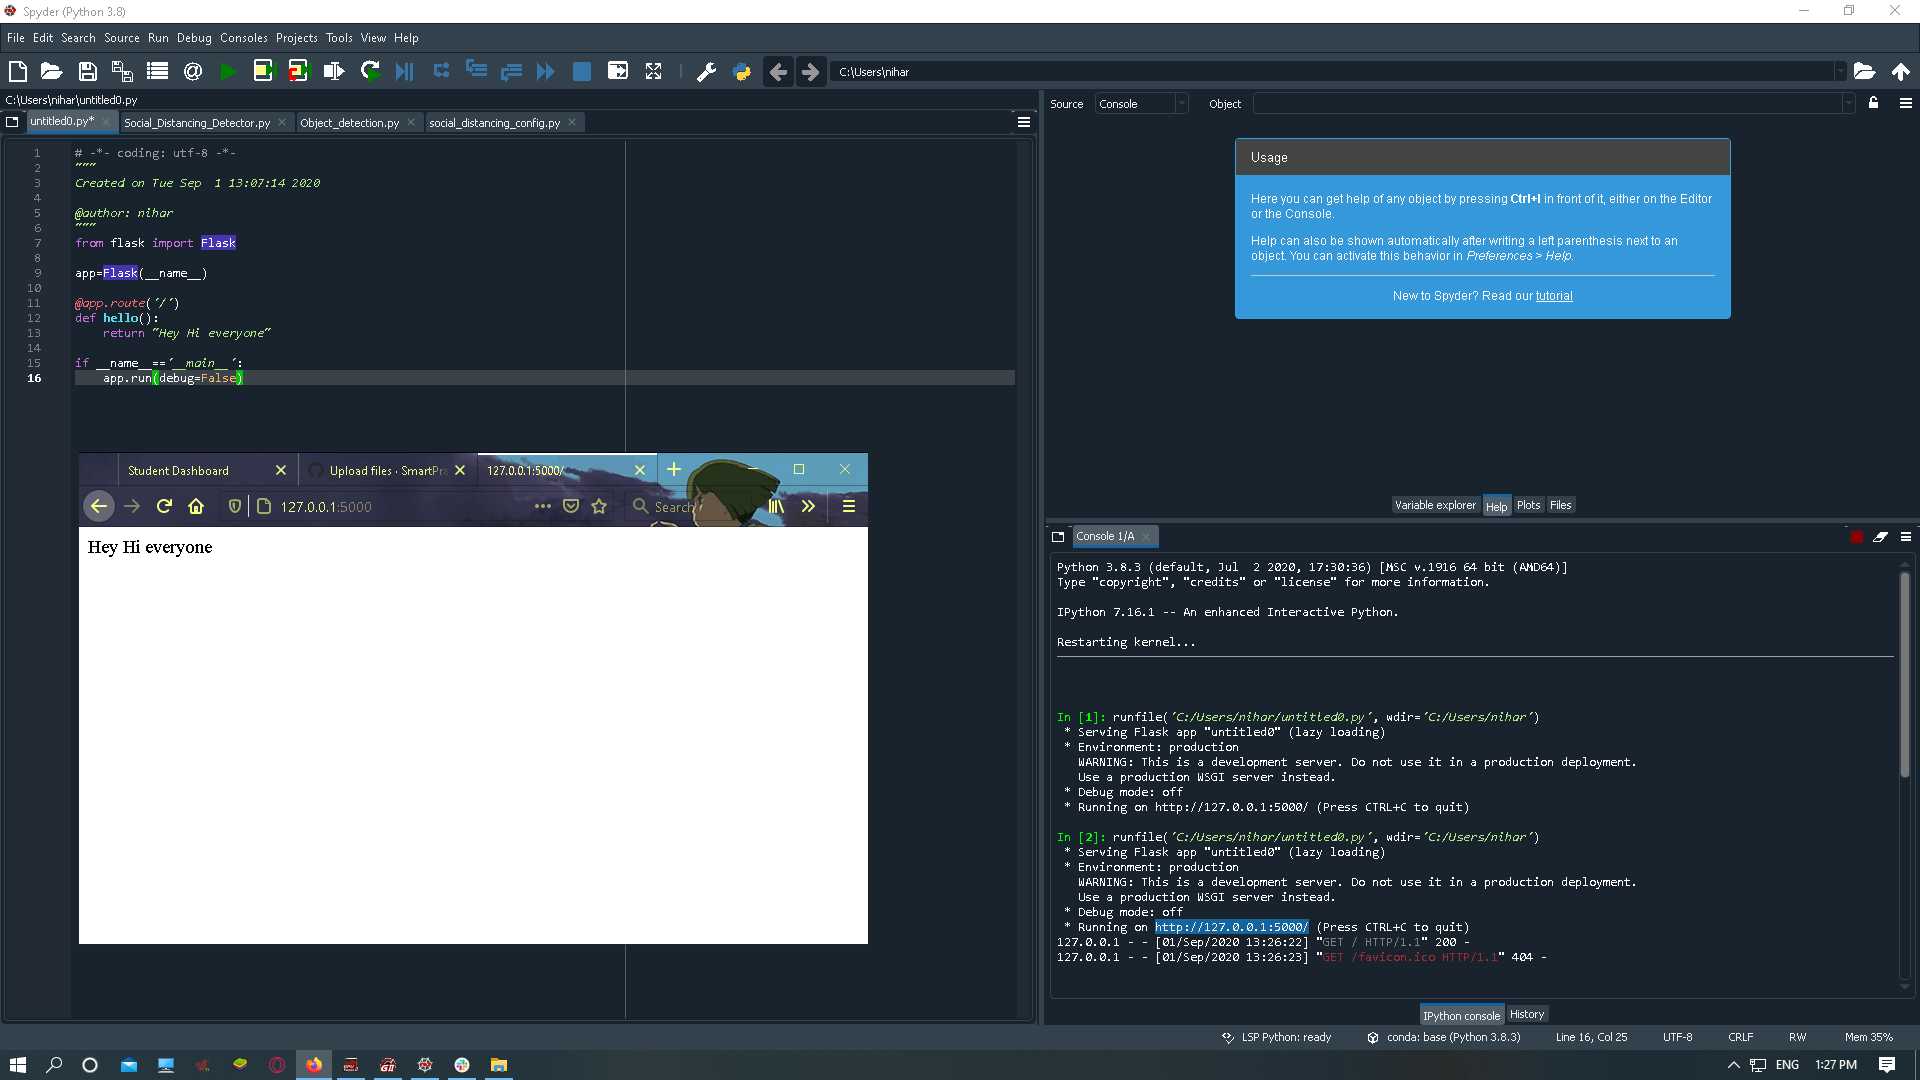 Spyder (Python 3.8)
File Edit Search Source Run Debug Consoles Projects Tools View Help
C:\Users\nihar
C:\Users\nihar\untitled0.py
untitled0.py*
Social_Distancing_Detector.py
Object_detection.py
social_distancing_config.py
1 # -*- coding: utf-8 -*-
2 """
3 Created on Tue Sep  1 13:07:14 2020
4
5 @author: nihar
6 """
7 from flask import Flask
8
9 app=Flask(__name__)
10
11 @app.route('/')
12 def hello():
13     return "Hey Hi everyone"
14
15 if __name__=='__main__':
16     app.run(debug=False)
Student Dashboard
Upload files · SmartPra
127.0.0.1:5000/
127.0.0.1:5000
Search
Hey Hi everyone
Source Console Object
Usage
Here you can get help of any object by pressing Ctrl+I in front of it, either on the Editor
or the Console.
Help can also be shown automatically after writing a left parenthesis next to an
object. You can activate this behavior in Preferences > Help.
New to Spyder? Read our tutorial
Variable explorer Help Plots Files
Console 1/A
Python 3.8.3 (default, Jul  2 2020, 17:30:36) [MSC v.1916 64 bit (AMD64)]
Type "copyright", "credits" or "license" for more information.
IPython 7.16.1 -- An enhanced Interactive Python.
Restarting kernel...
In [1]: runfile('C:/Users/nihar/untitled0.py', wdir='C:/Users/nihar')
* Serving Flask app "untitled0" (lazy loading)
* Environment: production
WARNING: This is a development server. Do not use it in a production deployment.
Use a production WSGI server instead.
* Debug mode: off
* Running on http://127.0.0.1:5000/ (Press CTRL+C to quit)
In [2]: runfile('C:/Users/nihar/untitled0.py', wdir='C:/Users/nihar')
* Serving Flask app "untitled0" (lazy loading)
* Environment: production
WARNING: This is a development server. Do not use it in a production deployment.
Use a production WSGI server instead.
* Debug mode: off
* Running on http://127.0.0.1:5000/ (Press CTRL+C to quit)
127.0.0.1 - - [01/Sep/2020 13:26:22] "GET / HTTP/1.1" 200 -
127.0.0.1 - - [01/Sep/2020 13:26:23] "GET /favicon.ico HTTP/1.1" 404 -
IPython console History
LSP Python: ready conda: base (Python 3.8.3) Line 16, Col 25 UTF-8 CRLF RW Mem 35%
ENG 1:27 PM